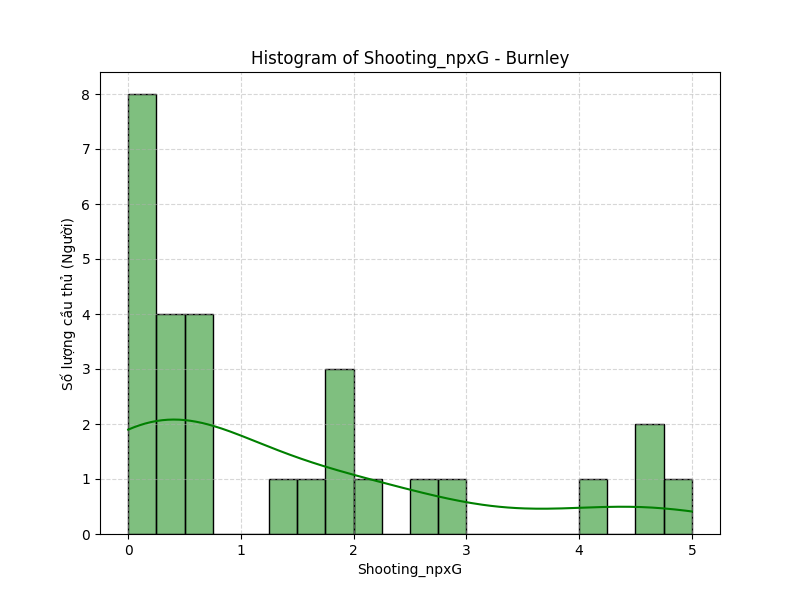 Histogram of Shooting_npxG - Burnley
Số lượng cầu thủ (Người)
8
7
6
5
4
3
2
1
0
0 1 2 3 4 5
Shooting_npxG